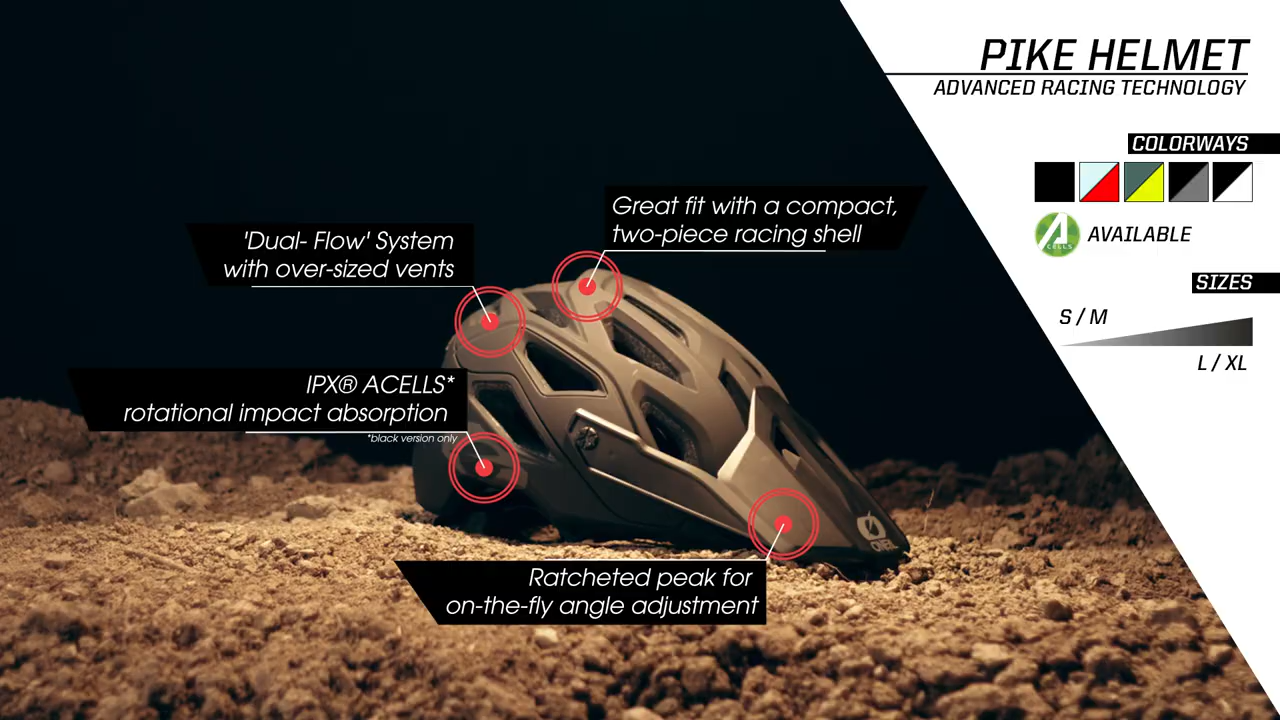 PIKE HELMET
ADVANCED RACING TECHNOLOGY
COLORWAYS
A
CELLS
AVAILABLE
SIZES
S / M
L / XL
Great fit with a compact,
two-piece racing shell
'Dual- Flow' System
with over-sized vents
IPX® ACELLS*
rotational impact absorption
*black version only
Ratcheted peak for
on-the-fly angle adjustment